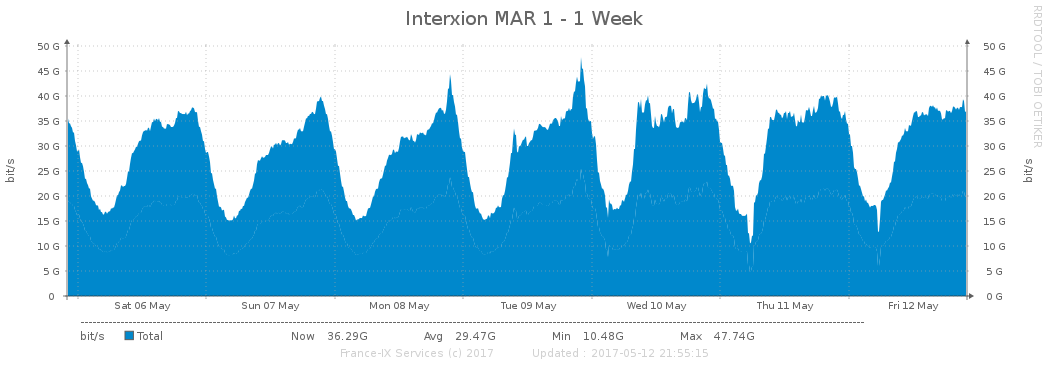 Interxion MAR 1 - 1 Week
RRDTOOL / TOBI OETIKER
50 G 50 G
45 G 45 G
40 G 40 G
35 G 35 G
30 G 30 G
25 G 25 G
20 G 20 G
15 G 15 G
10 G 10 G
5 G 5 G
0 0 G
bit/s
bit/s
Sat 06 May Sun 07 May Mon 08 May Tue 09 May Wed 10 May Thu 11 May Fri 12 May
bit/s Total Now 36.29G Avg 29.47G Min 10.48G Max 47.74G
France-IX Services (c) 2017 Updated : 2017-05-12 21:55:15